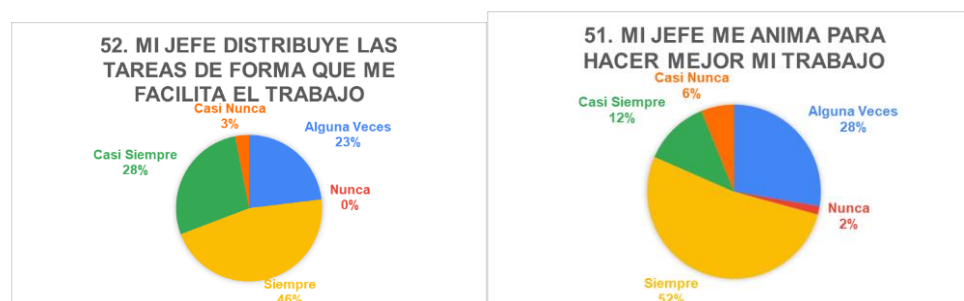 52. MI JEFE DISTRIBUYE LAS
TAREAS DE FORMA QUE ME
FACILITA EL TRABAJO
Casi Nunca
3%
Alguna Veces
23%
Casi Siempre
28%
Nunca
0%
Siempre
46%
51. MI JEFE ME ANIMA PARA
HACER MEJOR MI TRABAJO
Casi Nunca
6%
Casi Siempre
12%
Alguna Veces
28%
Nunca
2%
Siempre
52%